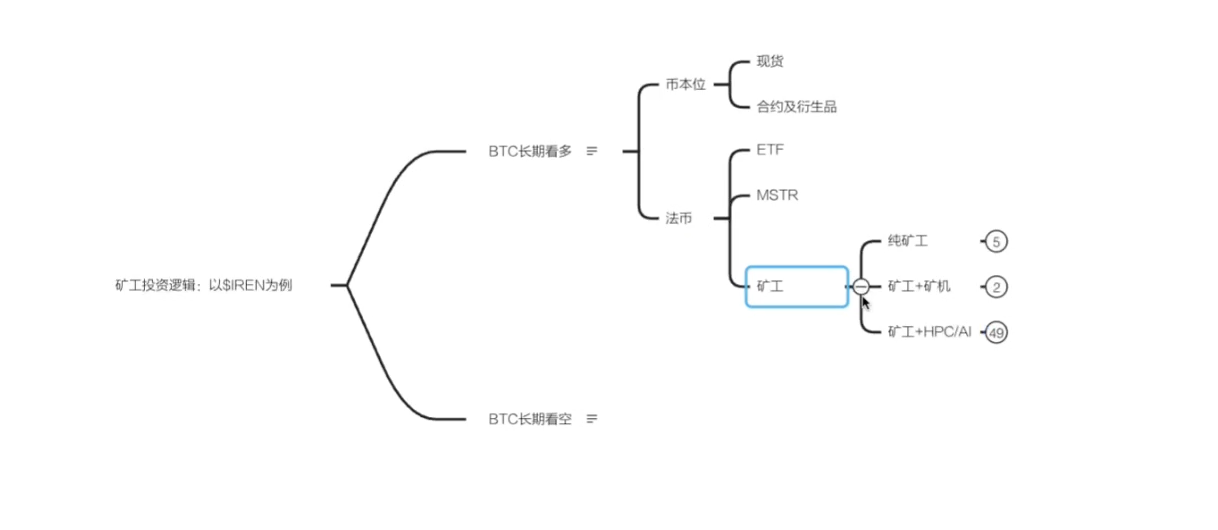 矿工投资逻辑：以$IREN为例
BTC长期看多
币本位
现货
合约及衍生品
法币
ETF
MSTR
矿工
纯矿工
5
矿工+矿机
2
矿工+HPC/AI
49
BTC长期看空